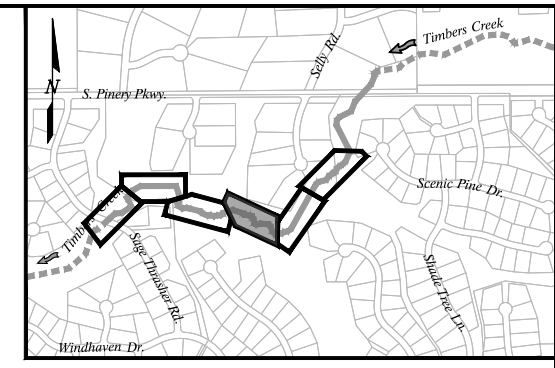 Timbers Creek
Selly Rd.
N
S. Pinery Pkwy.
Scenic Pine Dr.
Timbers Creek
Sage Thrasher Rd.
Shade Tree Ln.
Windhaven Dr.